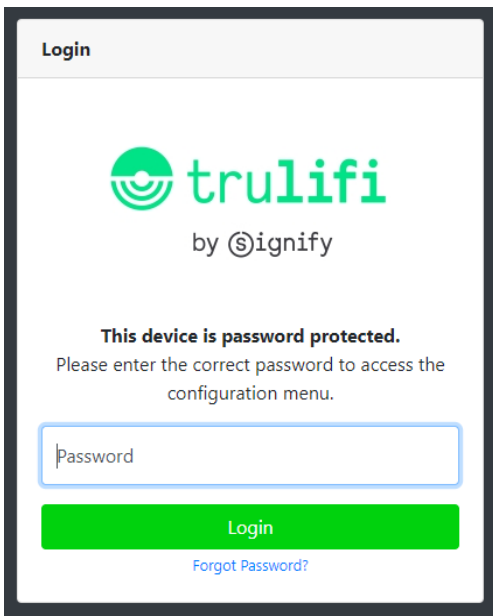 Login
trulifi
by signify
This device is password protected.
Please enter the correct password to access the
configuration menu.
Password
Login
Forgot Password?